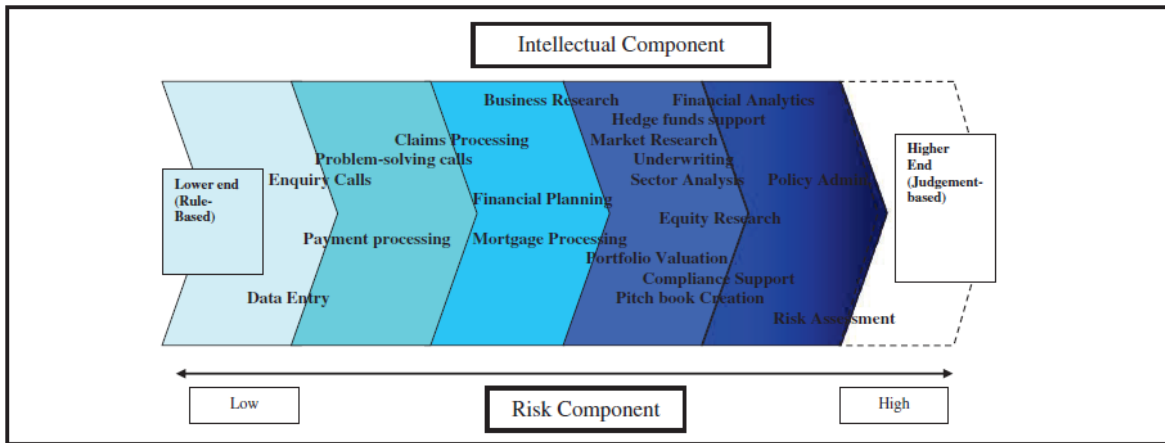 Intellectual Component
Business Research
Financial Analytics
Hedge funds support
Claims Processing
Market Research
Problem-solving calls
Underwriting
Enquiry Calls
Sector Analysis
Policy Admin
Lower end
(Rule-
Based)
Higher
End
(Judgement-
based)
Financial Planning
Equity Research
Payment processing
Mortgage Processing
Portfolio Valuation
Compliance Support
Data Entry
Pitch book Creation
Risk Assessment
Low
Risk Component
High